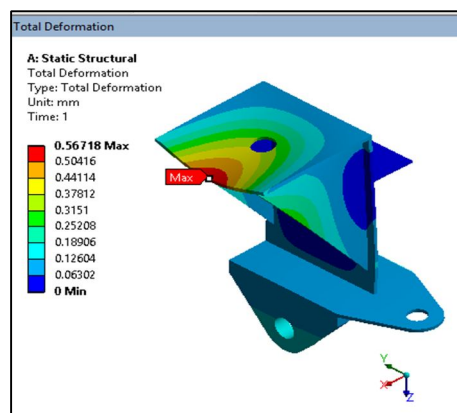 Total Deformation
A: Static Structural
Total Deformation
Type: Total Deformation
Unit: mm
Time: 1
0.56718 Max
0.50416
0.44114
0.37812
0.3151
0.25208
0.18906
0.12604
0.06302
0 Min
Max
Y
X
Z